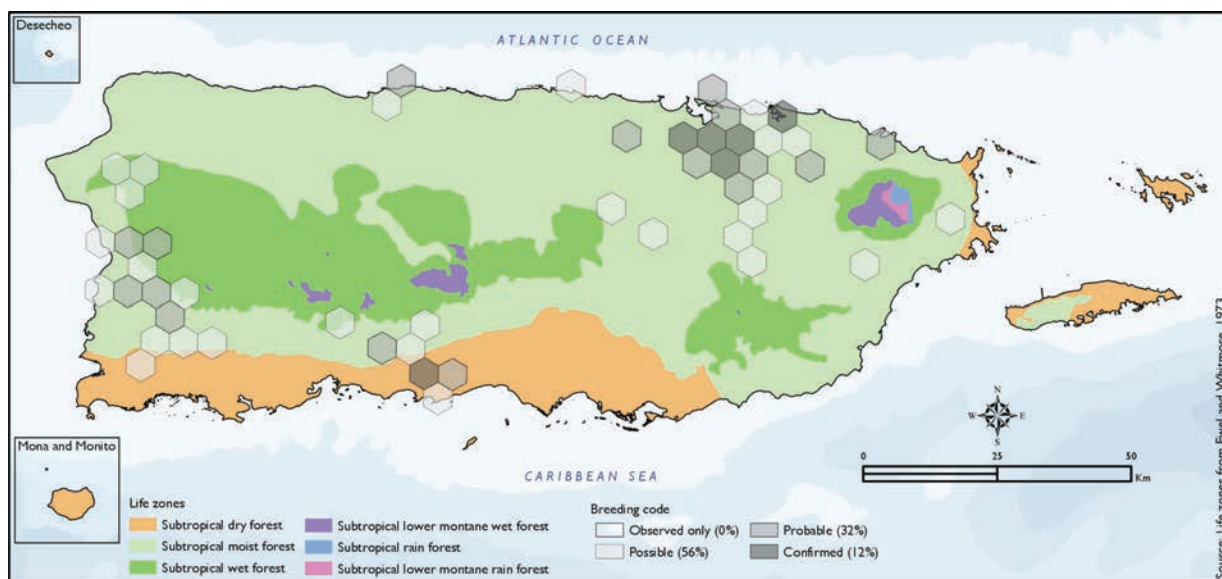 Desecheo
ATLANTIC OCEAN
Mona and Monito
CARIBBEAN SEA
N
W E
S
0 25 50
Km
Life zones
Subtropical dry forest
Subtropical moist forest
Subtropical wet forest
Subtropical lower montane wet forest
Subtropical rain forest
Subtropical lower montane rain forest
Breeding code
Observed only (0%)
Possible (56%)
Probable (32%)
Confirmed (12%)
Source: Life zones from Ewel and Whitmore, 1973.